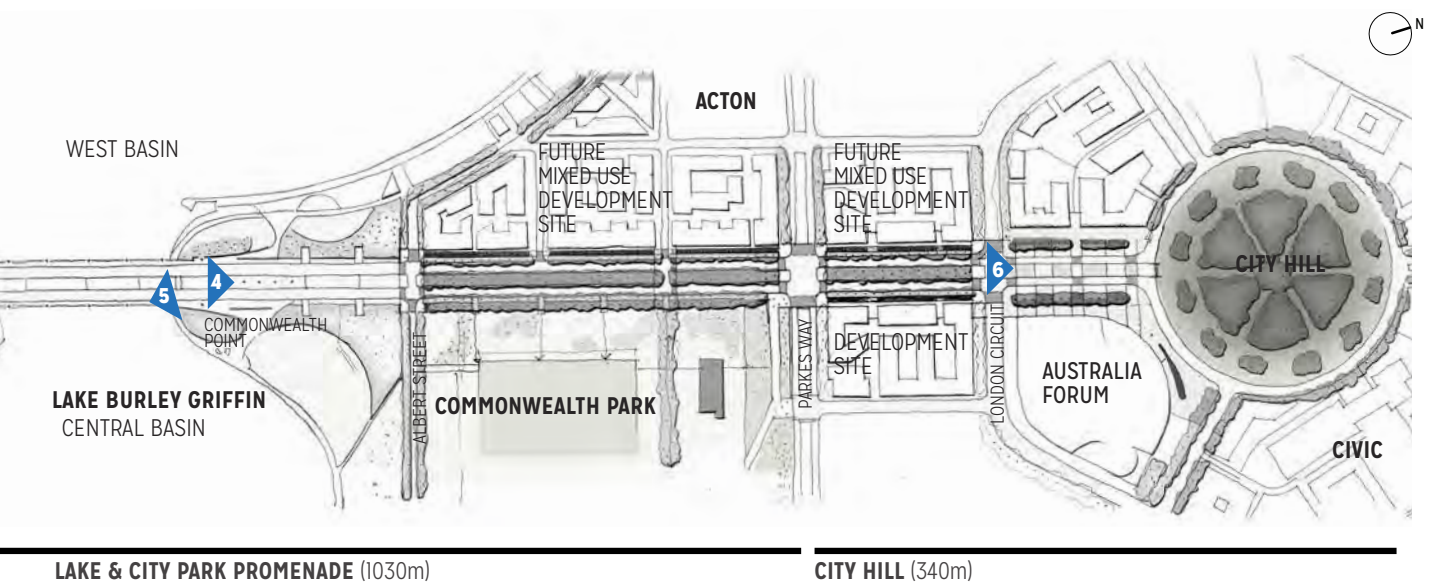 N
ACTON
WEST BASIN
FUTURE
MIXED USE
DEVELOPMENT
SITE
FUTURE
MIXED USE
DEVELOPMENT
SITE
CITY HILL
4
5
6
COMMONWEALTH
POINT
ALBERT STREET
PARKES WAY
LONDON CIRCUIT
DEVELOPMENT
SITE
AUSTRALIA
FORUM
LAKE BURLEY GRIFFIN
CENTRAL BASIN
COMMONWEALTH PARK
CIVIC
LAKE & CITY PARK PROMENADE (1030m)
CITY HILL (340m)